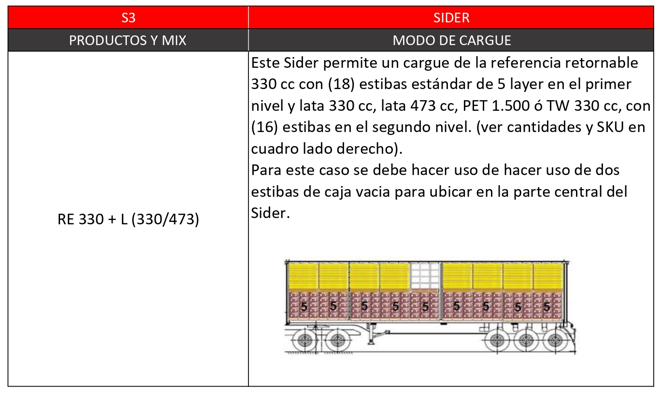 S3
SIDER
PRODUCTOS Y MIX
MODO DE CARGUE
Este Sider permite un cargue de la referencia retornable
330 cc con (18) estibas estándar de 5 layer en el primer
nivel y lata 330 cc, lata 473 cc, PET 1.500 ó TW 330 cc, con
(16) estibas en el segundo nivel. (ver cantidades y SKU en
cuadro lado derecho).
Para este caso se debe hacer uso de hacer uso de dos
estibas de caja vacia para ubicar en la parte central del
Sider.
RE 330 + L (330/473)
5 5 5 5 5 5 5 5 5